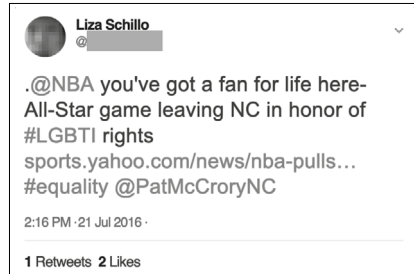 Liza Schillo
@
.@NBA you've got a fan for life here-
All-Star game leaving NC in honor of
#LGBTI rights
sports.yahoo.com/news/nba-pulls...
#equality @PatMcCroryNC
2:16 PM ·21 Jul 2016 ·
1 Retweets 2 Likes